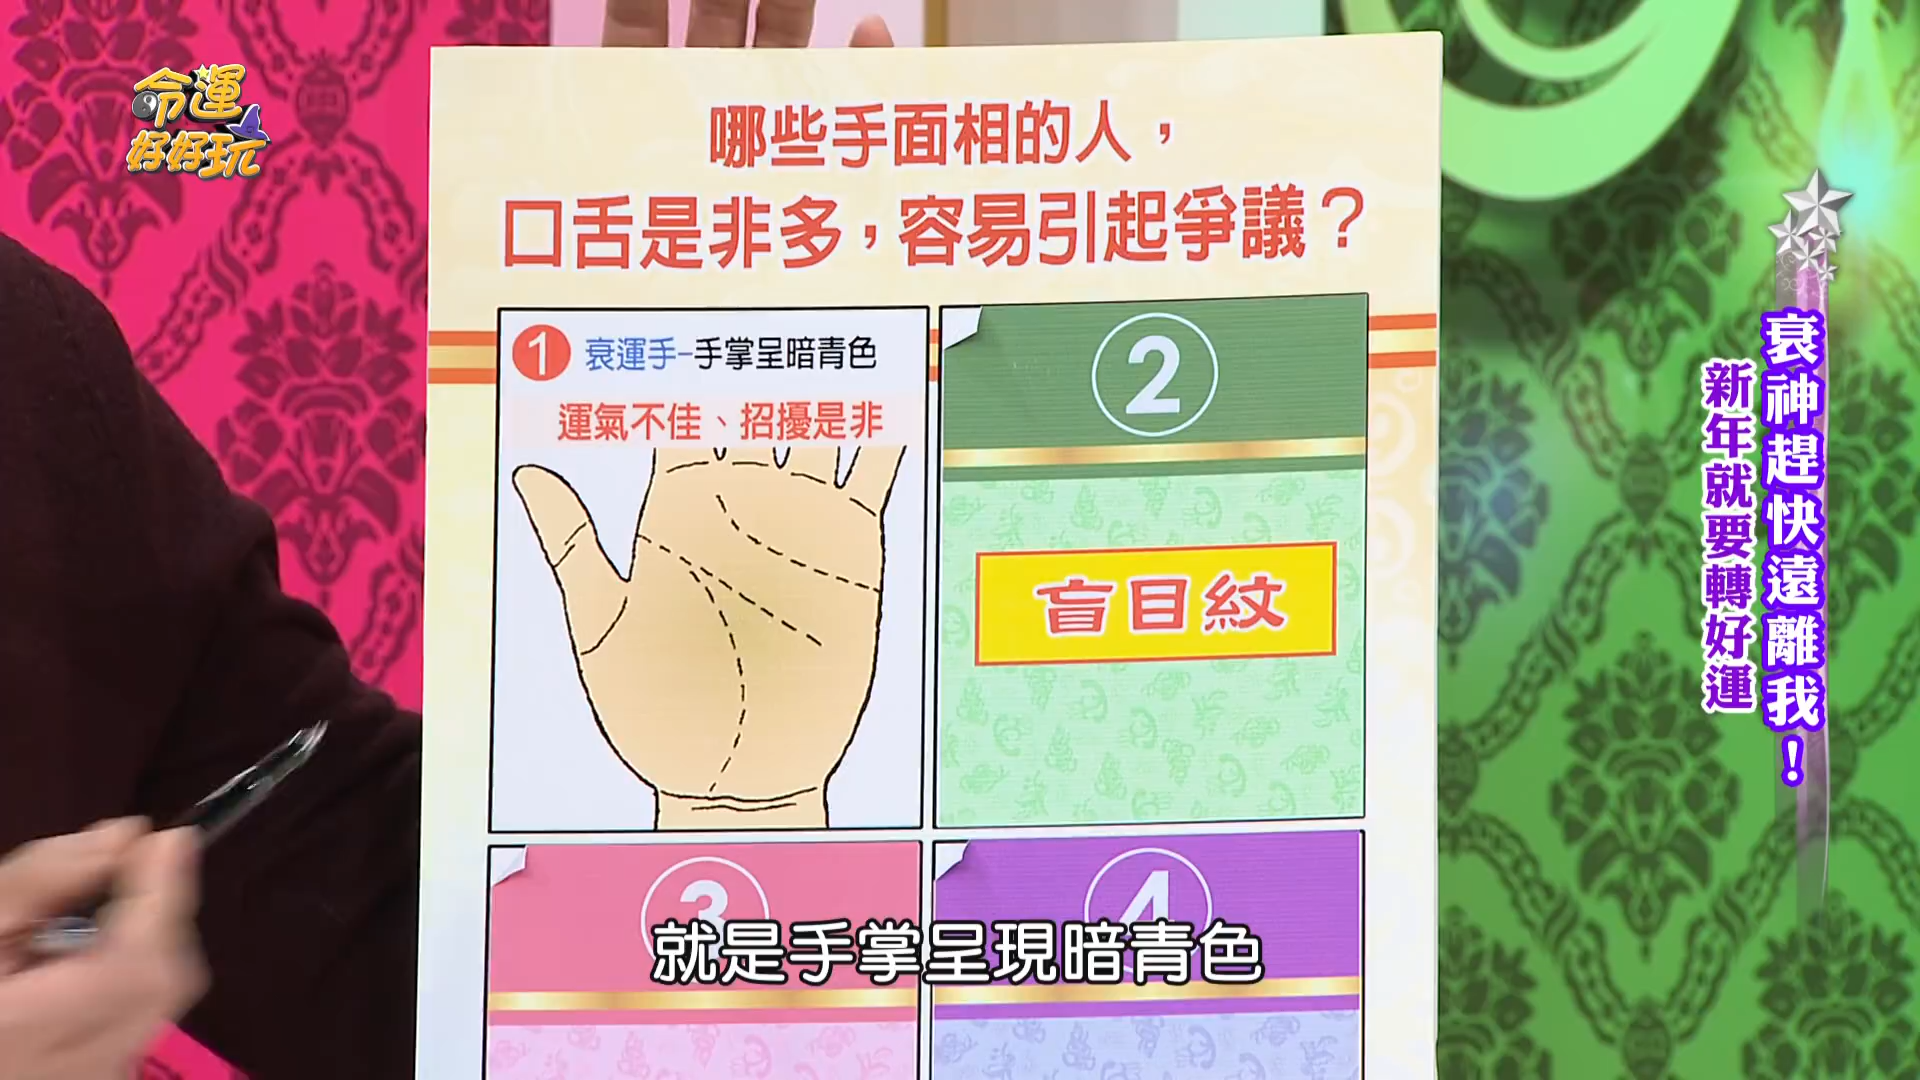 命運
好好玩
哪些手面相的人，
口舌是非多，容易引起爭議？
1 衰運手-手掌呈暗青色
運氣不佳、招擾是非
2
盲目紋
3
4
衰神趕快遠離我！
新年就要轉好運
就是手掌呈現暗青色